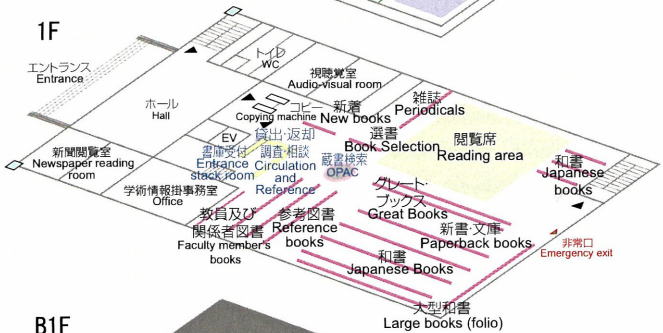 1F
エントランス
Entrance
ホール
Hall
新聞閲覧室
Newspaper reading
room
トイレ
WC
視聴覚室
Audio-visual room
コピー
Copying machine
新着
New books
雑誌
Periodicals
EV
貸出・返却
調査・相談
Circulation
and
Reference
書庫受付
Entrance
stack room
蔵書検索
OPAC
選書
Book Selection
閲覧席
Reading area
和書
Japanese
books
学術情報掛事務室
Office
教員及び
関係者図書
Faculty member's
books
参考図書
Reference
books
グレート・
ブックス
Great Books
新書・文庫
Paperback books
和書
Japanese Books
非常口
Emergency exit
大型和書
Large books (folio)
B1F